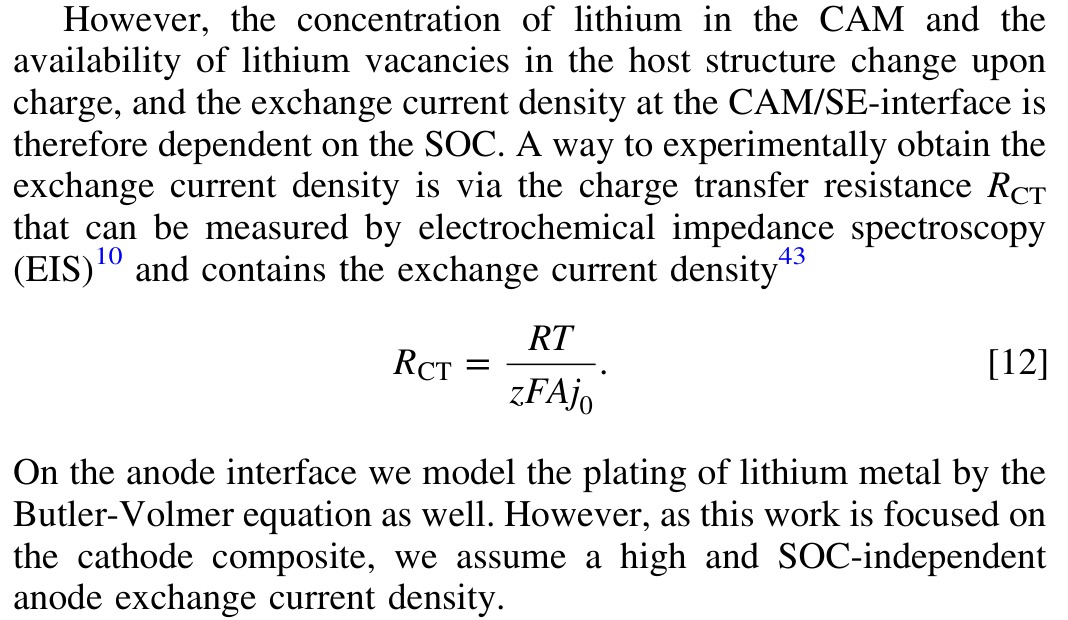 However, the concentration of lithium in the CAM and the
availability of lithium vacancies in the host structure change upon
charge, and the exchange current density at the CAM/SE-interface is
therefore dependent on the SOC. A way to experimentally obtain the
exchange current density is via the charge transfer resistance R_CT
that can be measured by electrochemical impedance spectroscopy
(EIS)^10 and contains the exchange current density^43
R_CT = RT / zFAj_0. [12]
On the anode interface we model the plating of lithium metal by the
Butler-Volmer equation as well. However, as this work is focused on
the cathode composite, we assume a high and SOC-independent
anode exchange current density.